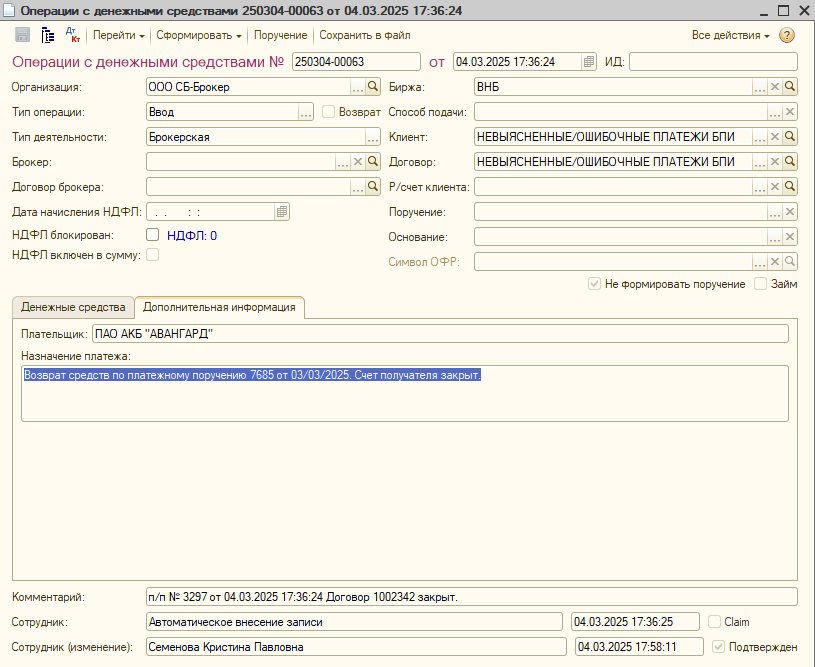 Операции с денежными средствами 250304-00063 от 04.03.2025 17:36:24
Дт Кт Перейти Сформировать Поручение Сохранить в файл Все действия ?
Операции с денежными средствами № 250304-00063 от 04.03.2025 17:36:24 ИД:
Организация: ООО СБ-Брокер Биржа: ВНБ
Тип операции: Ввод Возврат Способ подачи:
Тип деятельности: Брокерская Клиент: НЕВЫЯСНЕННЫЕ/ОШИБОЧНЫЕ ПЛАТЕЖИ БПИ
Брокер: Договор: НЕВЫЯСНЕННЫЕ/ОШИБОЧНЫЕ ПЛАТЕЖИ БПИ
Договор брокера: Р/счет клиента:
Дата начисления НДФЛ: . . : : Поручение:
НДФЛ блокирован: НДФЛ: 0 Основание:
НДФЛ включен в сумму: Символ ОФР:
Не формировать поручение Займ
Денежные средства Дополнительная информация
Плательщик: ПАО АКБ "АВАНГАРД"
Назначение платежа:
Возврат средств по платежному поручению 7685 от 03/03/2025. Счет получателя закрыт.
Комментарий: п/п № 3297 от 04.03.2025 17:36:24 Договор 1002342 закрыт.
Сотрудник: Автоматическое внесение записи 04.03.2025 17:36:25 Claim
Сотрудник (изменение): Семенова Кристина Павловна 04.03.2025 17:58:11 Подтвержден